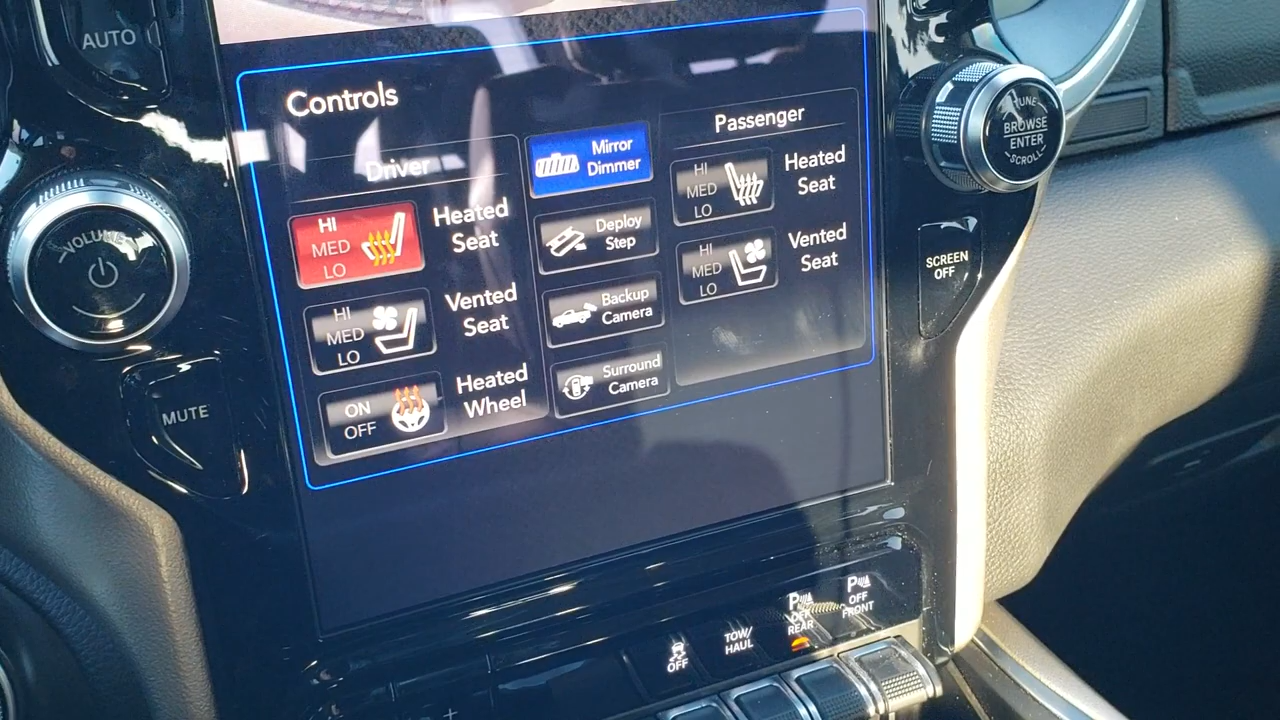 AUTO
Controls
Driver
HI
MED
LO
Heated
Seat
HI
MED
LO
Vented
Seat
ON
OFF
Heated
Wheel
Mirror
Dimmer
Deploy
Step
Backup
Camera
Surround
Camera
Passenger
HI
MED
LO
Heated
Seat
HI
MED
LO
Vented
Seat
VOLUME
MUTE
TUNE
BROWSE
ENTER
SCROLL
SCREEN
OFF
OFF
TOW/
HAUL
P
OFF
REAR
P
OFF
FRONT
+